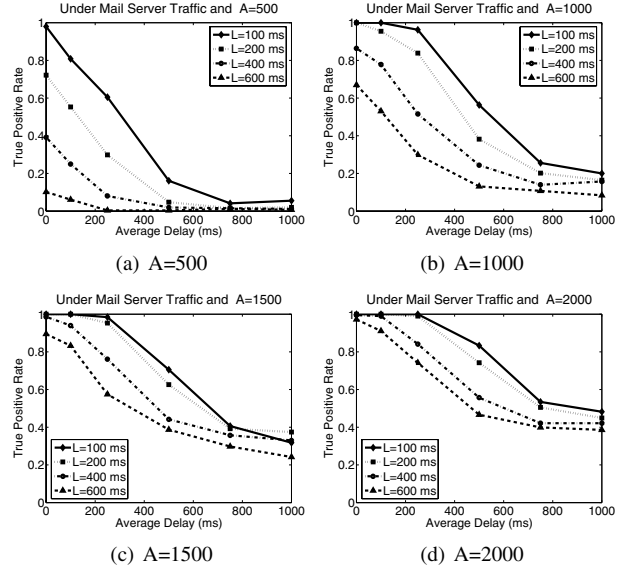 Under Mail Server Traffic and A=500
True Positive Rate
1
0.8
0.6
0.4
0.2
0
L=100 ms
L=200 ms
L=400 ms
L=600 ms
0 200 400 600 800 1000
Average Delay (ms)
(a) A=500
Under Mail Server Traffic and A=1000
True Positive Rate
1
0.8
0.6
0.4
0.2
0
L=100 ms
L=200 ms
L=400 ms
L=600 ms
0 200 400 600 800 1000
Average Delay (ms)
(b) A=1000
Under Mail Server Traffic and A=1500
True Positive Rate
1
0.8
0.6
0.4
0.2
0
L=100 ms
L=200 ms
L=400 ms
L=600 ms
0 200 400 600 800 1000
Average Delay (ms)
(c) A=1500
Under Mail Server Traffic and A=2000
True Positive Rate
1
0.8
0.6
0.4
0.2
0
L=100 ms
L=200 ms
L=400 ms
L=600 ms
0 200 400 600 800 1000
Average Delay (ms)
(d) A=2000